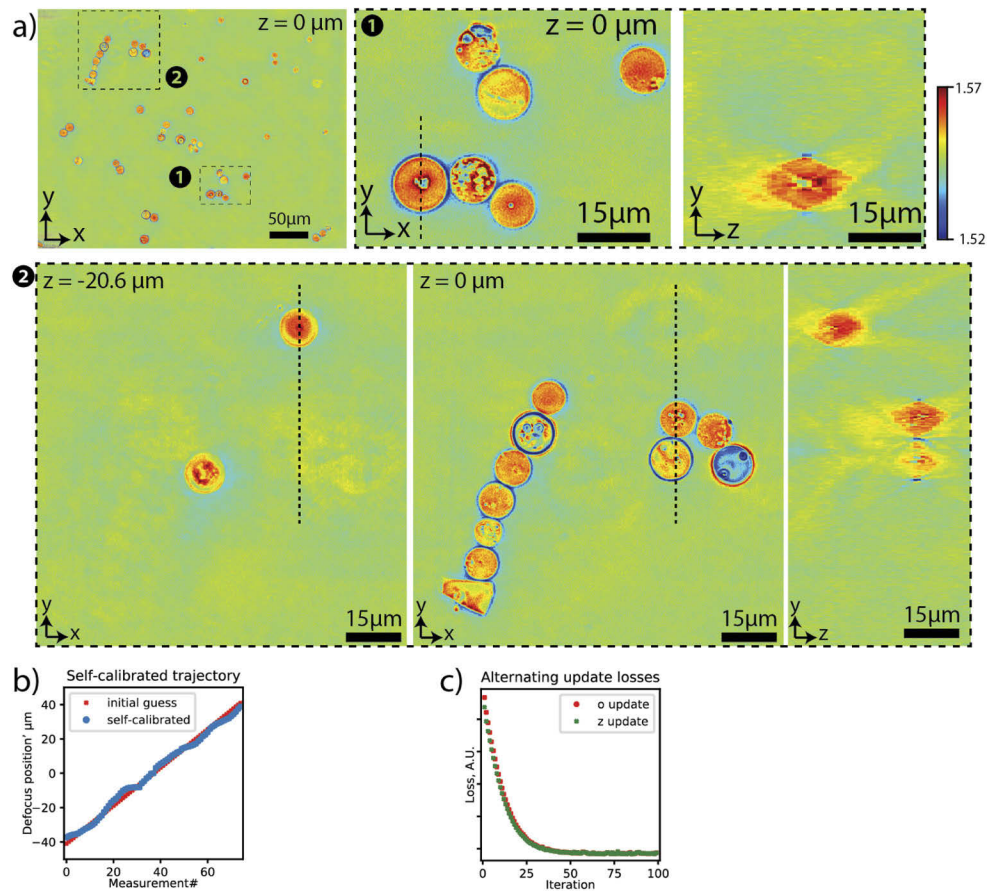 a)
z = 0 μm
2
1
y
x
50μm
1
z = 0 μm
y
x
15μm
y
z
15μm
1.57
1.52
2
z = -20.6 μm
y
x
15μm
z = 0 μm
y
x
15μm
y
z
15μm
b)
Self-calibrated trajectory
initial guess
self-calibrated
Defocus position' μm
40
20
0
−20
−40
0
20
40
60
Measurement#
c)
Alternating update losses
o update
z update
Loss, A.U.
0
25
50
75
100
Iteration